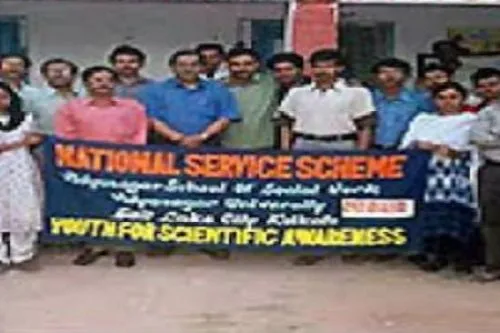 NATIONAL SERVICE SCHEME
Vidyasagar School Of Social Work
Vidyasagar University
Salt Lake City Kolkata
YOUTH FOR SCIENTIFIC AWARENESS